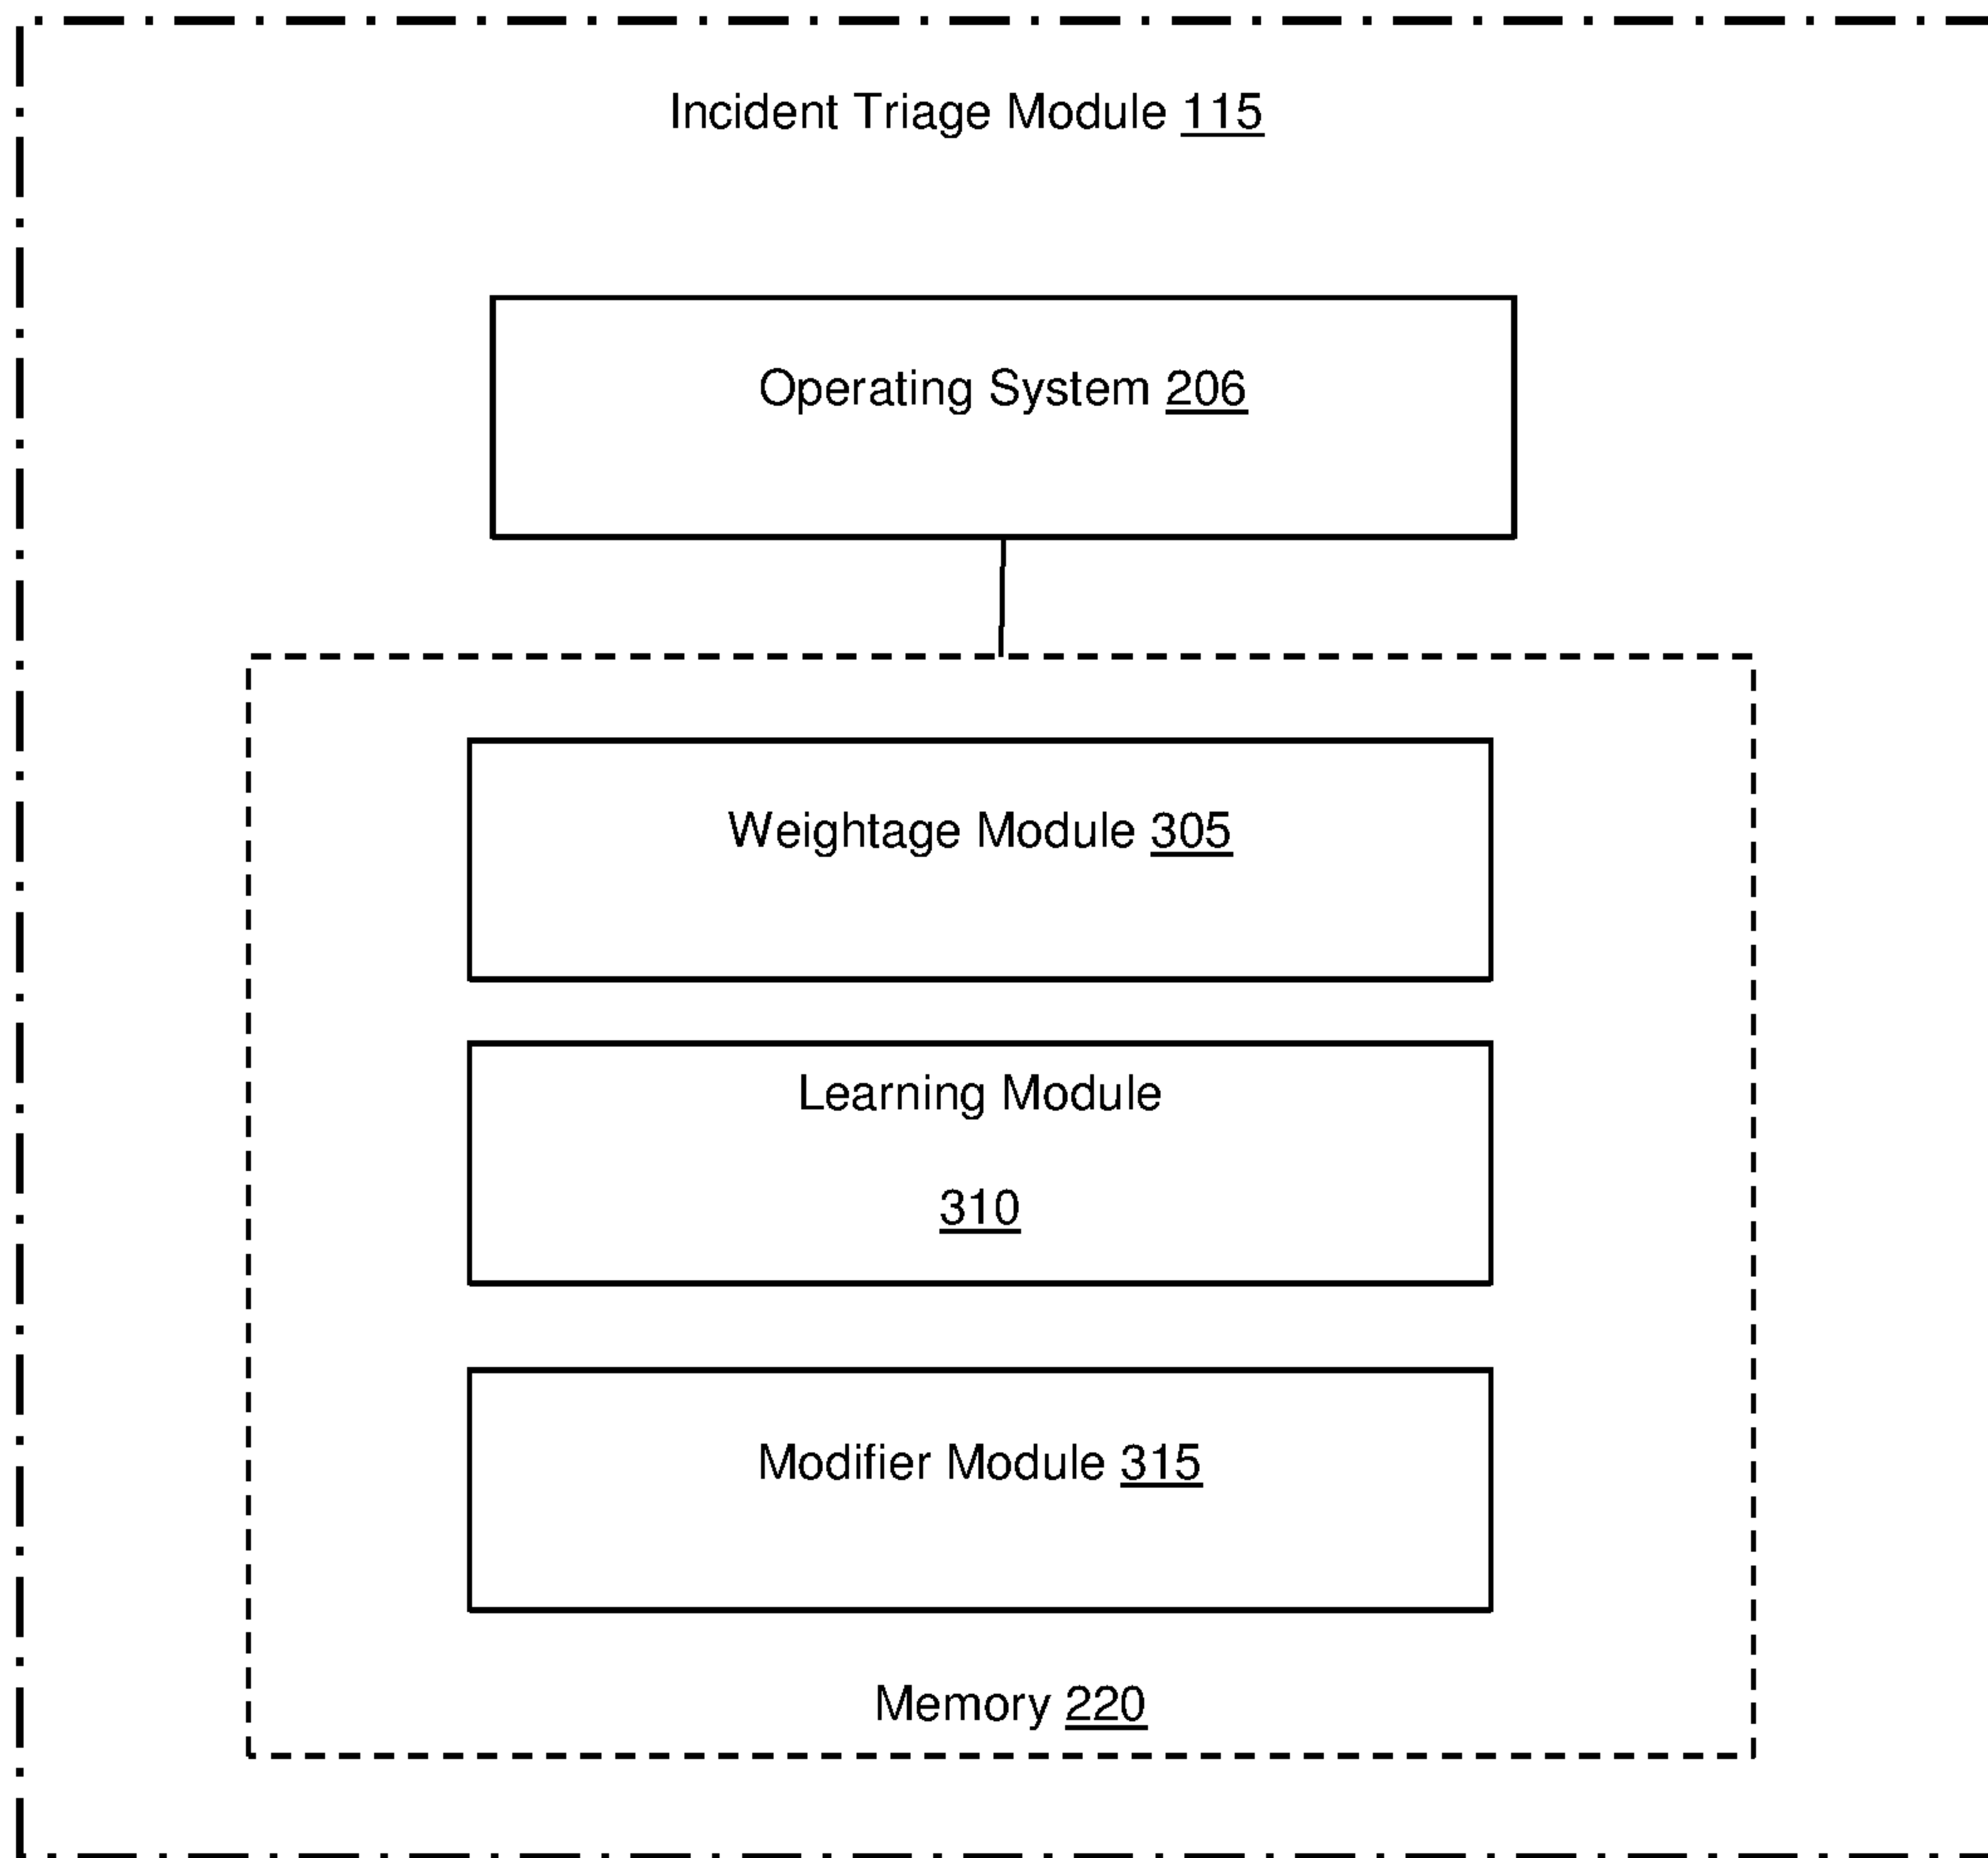 Incident Triage Module 115
Operating System 206
Weightage Module 305
Learning Module
310
Modifier Module 315
Memory 220